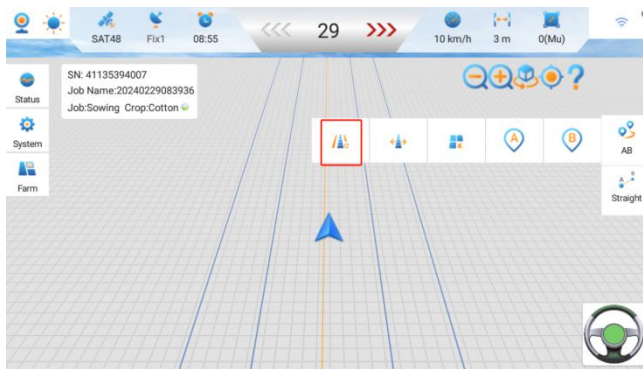 SAT48
Fix1
08:55
29
10 km/h
3 m
0(Mu)
Status
SN: 41135394007
Job Name:20240229083936
Job:Sowing Crop:Cotton
?
System
A
B
AB
Farm
A
B
Straight